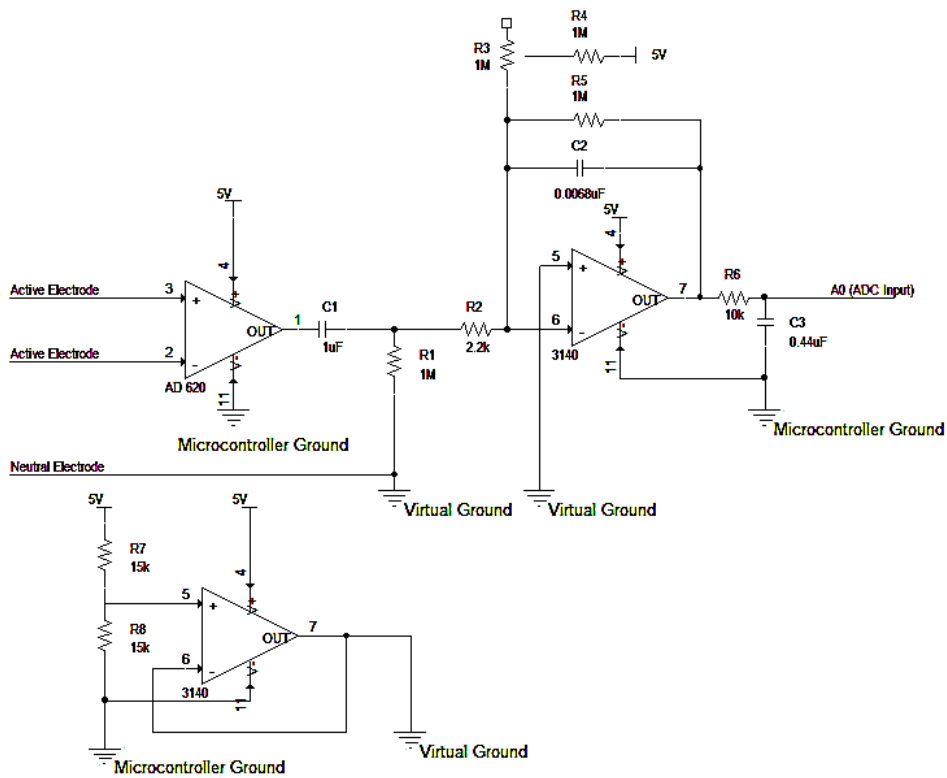 R4
1M
R3
1M
5V
R5
1M
C2
0.0068uF
5V
4
5V
4
Active Electrode
3
+
OUT
1
C1
1uF
R2
2.2k
5
+
OUT
7
R6
10k
A0 (ADC Input)
Active Electrode
2
-
AD 620
11
R1
1M
6
-
3140
11
C3
0.44uF
Microcontroller Ground
Microcontroller Ground
Neutral Electrode
Virtual Ground
Virtual Ground
5V
5V
R7
15k
4
5
+
OUT
7
R8
15k
6
-
3140
11
Virtual Ground
Microcontroller Ground